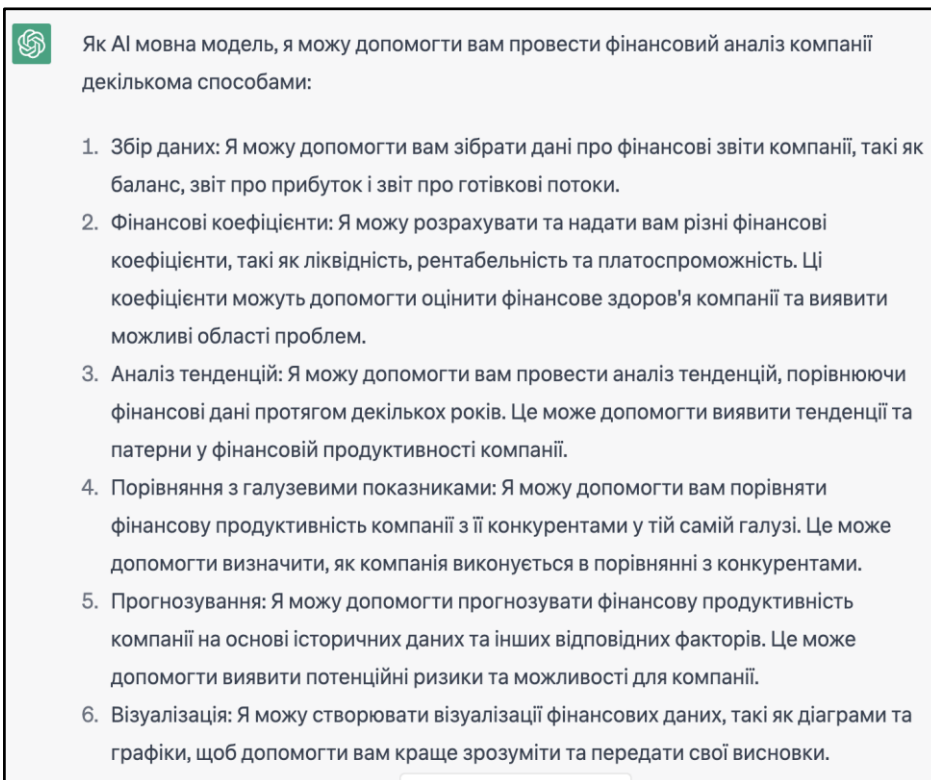 Як AI мовна модель, я можу допомогти вам провести фінансовий аналіз компанії
декількома способами:
1. Збір даних: Я можу допомогти вам зібрати дані про фінансові звіти компанії, такі як
баланс, звіт про прибуток і звіт про готівкові потоки.
2. Фінансові коефіцієнти: Я можу розрахувати та надати вам різні фінансові
коефіцієнти, такі як ліквідність, рентабельність та платоспроможність. Ці
коефіцієнти можуть допомогти оцінити фінансове здоров'я компанії та виявити
можливі області проблем.
3. Аналіз тенденцій: Я можу допомогти вам провести аналіз тенденцій, порівнюючи
фінансові дані протягом декількох років. Це може допомогти виявити тенденції та
патерни у фінансовій продуктивності компанії.
4. Порівняння з галузевими показниками: Я можу допомогти вам порівняти
фінансову продуктивність компанії з її конкурентами у тій самій галузі. Це може
допомогти визначити, як компанія виконується в порівнянні з конкурентами.
5. Прогнозування: Я можу допомогти прогнозувати фінансову продуктивність
компанії на основі історичних даних та інших відповідних факторів. Це може
допомогти виявити потенційні ризики та можливості для компанії.
6. Візуалізація: Я можу створювати візуалізації фінансових даних, такі як діаграми та
графіки, щоб допомогти вам краще зрозуміти та передати свої висновки.